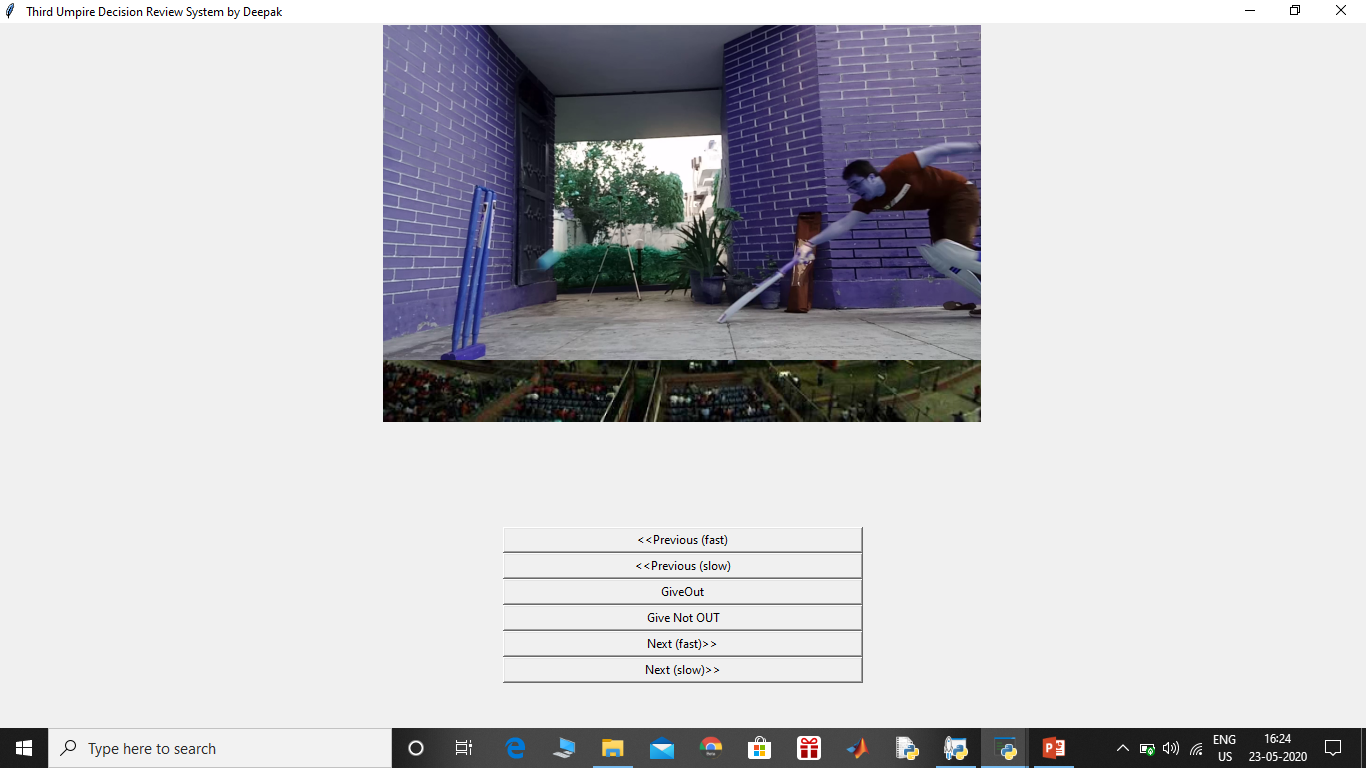 Third Umpire Decision Review System by Deepak
<<Previous (fast)
<<Previous (slow)
GiveOut
Give Not OUT
Next (fast)>>
Next (slow)>>
Type here to search
ENG
US
16:24
23-05-2020